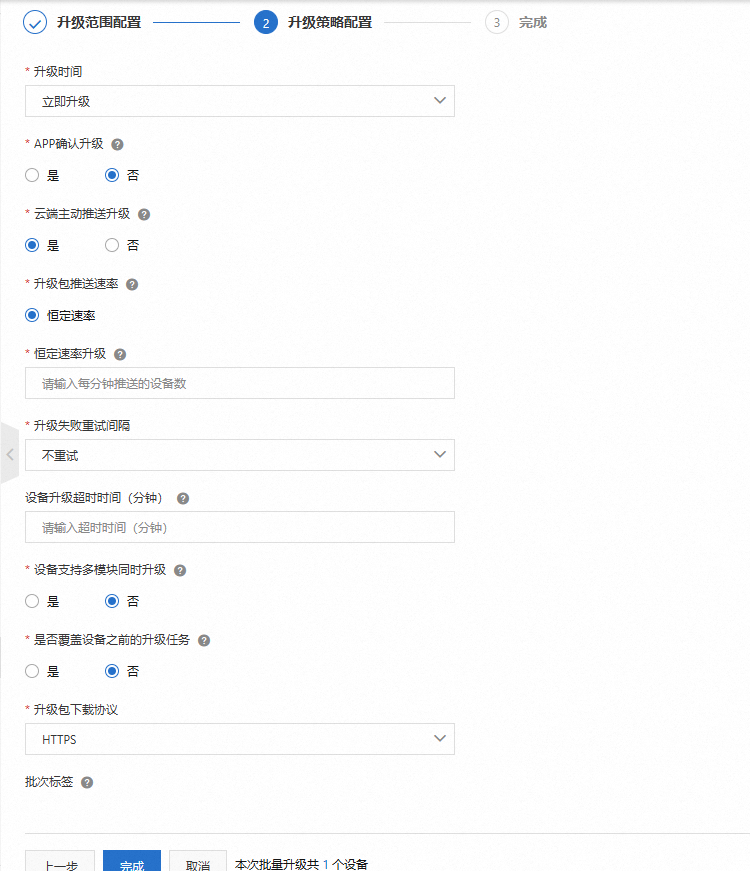 升级范围配置 2 升级策略配置 3 完成
* 升级时间
立即升级
* APP确认升级 ?
是 否
* 云端主动推送升级 ?
是 否
* 升级包推送速率 ?
恒定速率
* 恒定速率升级 ?
请输入每分钟推送的设备数
* 升级失败重试间隔
不重试
设备升级超时时间（分钟） ?
请输入超时时间（分钟）
* 设备支持多模块同时升级 ?
是 否
* 是否覆盖设备之前的升级任务 ?
是 否
* 升级包下载协议
HTTPS
批次标签 ?
上一步 完成 取消 本次批量升级共 1 个设备